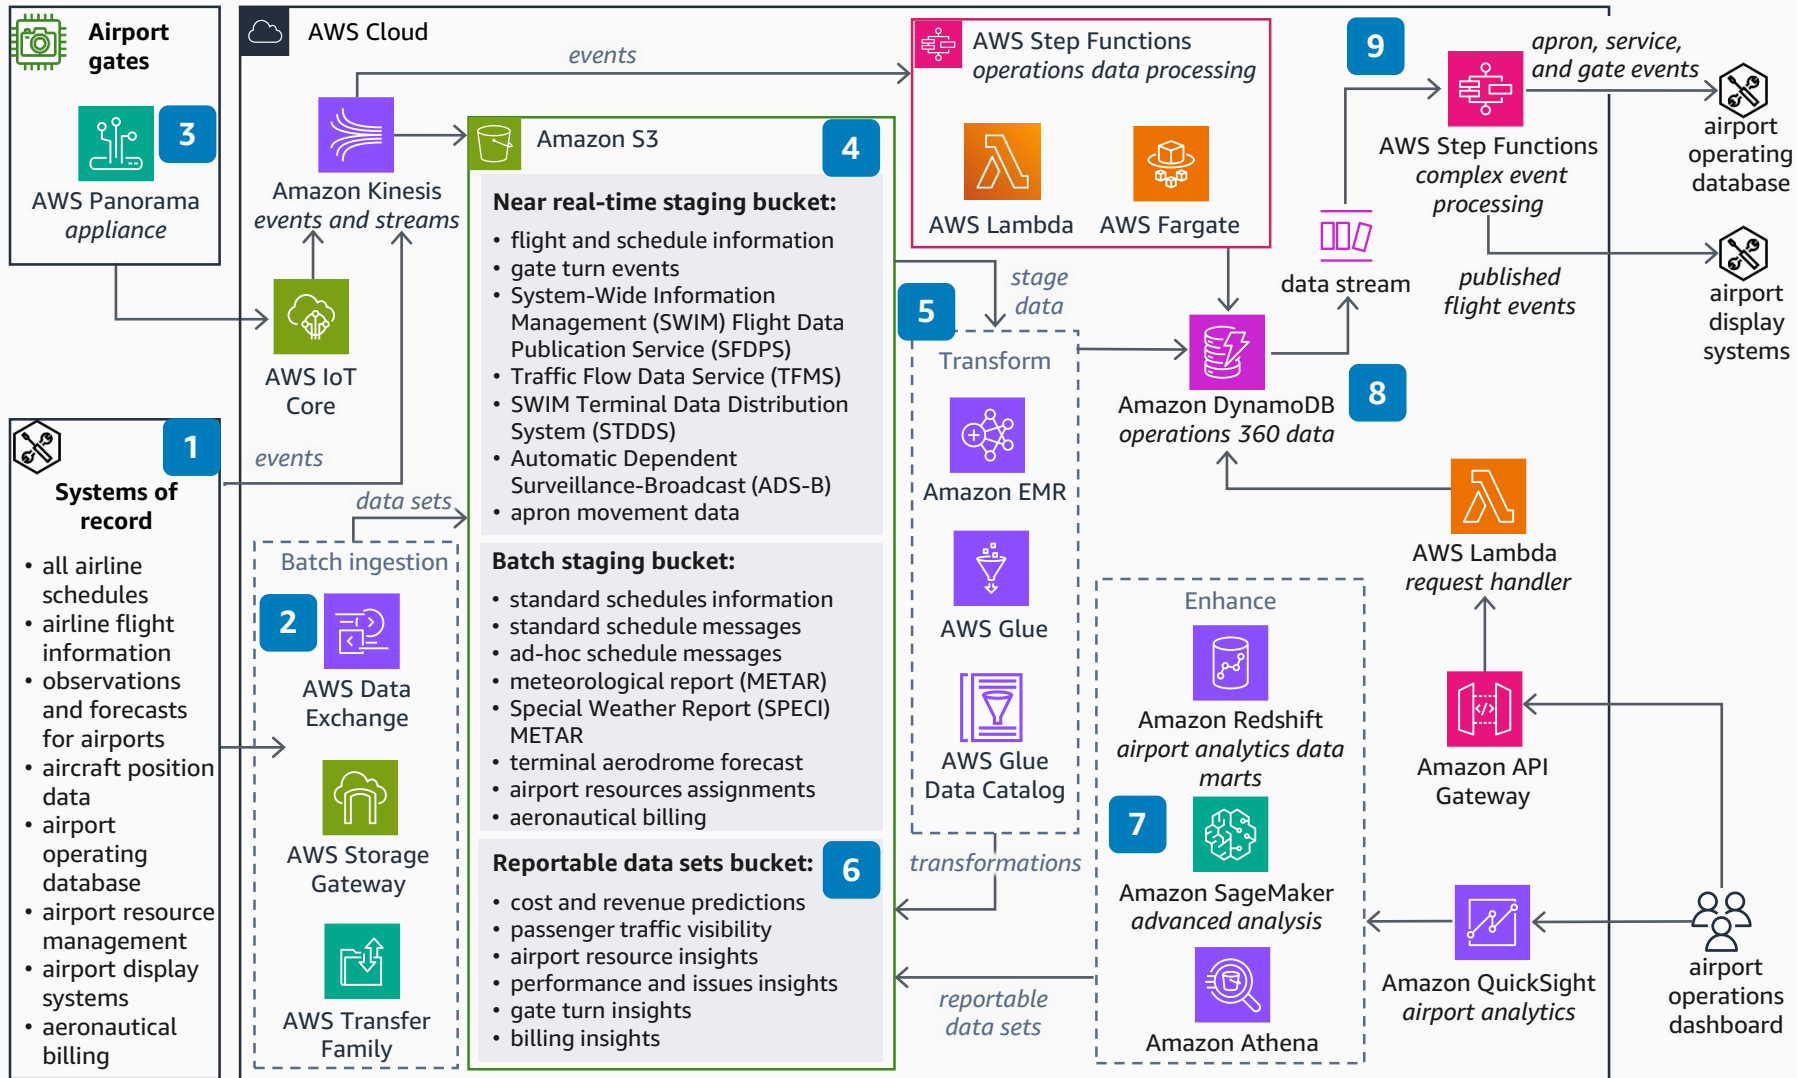 Airport
gates
3
AWS Panorama
appliance
1
Systems of
record
• all airline
schedules
• airline flight
information
• observations
and forecasts
for airports
• aircraft position
data
• airport
operating
database
• airport resource
management
• airport display
systems
• aeronautical
billing
AWS Cloud
events
Amazon Kinesis
events and streams
AWS IoT
Core
events
data sets
Batch ingestion
2
AWS Data
Exchange
AWS Storage
Gateway
AWS Transfer
Family
Amazon S3
4
Near real-time staging bucket:
• flight and schedule information
• gate turn events
• System-Wide Information
Management (SWIM) Flight Data
Publication Service (SFDPS)
• Traffic Flow Data Service (TFMS)
• SWIM Terminal Data Distribution
System (STDDS)
• Automatic Dependent
Surveillance-Broadcast (ADS-B)
• apron movement data
Batch staging bucket:
• standard schedules information
• standard schedule messages
• ad-hoc schedule messages
• meteorological report (METAR)
• Special Weather Report (SPECI)
METAR
• terminal aerodrome forecast
• airport resources assignments
• aeronautical billing
Reportable data sets bucket:
6
• cost and revenue predictions
• passenger traffic visibility
• airport resource insights
• performance and issues insights
• gate turn insights
• billing insights
AWS Step Functions
operations data processing
AWS Lambda
AWS Fargate
stage
data
5
Transform
Amazon EMR
AWS Glue
AWS Glue
Data Catalog
transformations
reportable
data sets
Amazon DynamoDB
operations 360 data
8
data stream
9
AWS Step Functions
complex event
processing
apron, service,
and gate events
airport
operating
database
published
flight events
airport
display
systems
AWS Lambda
request handler
Amazon API
Gateway
Enhance
Amazon Redshift
airport analytics data
marts
7
Amazon SageMaker
advanced analysis
Amazon Athena
Amazon QuickSight
airport analytics
airport
operations
dashboard